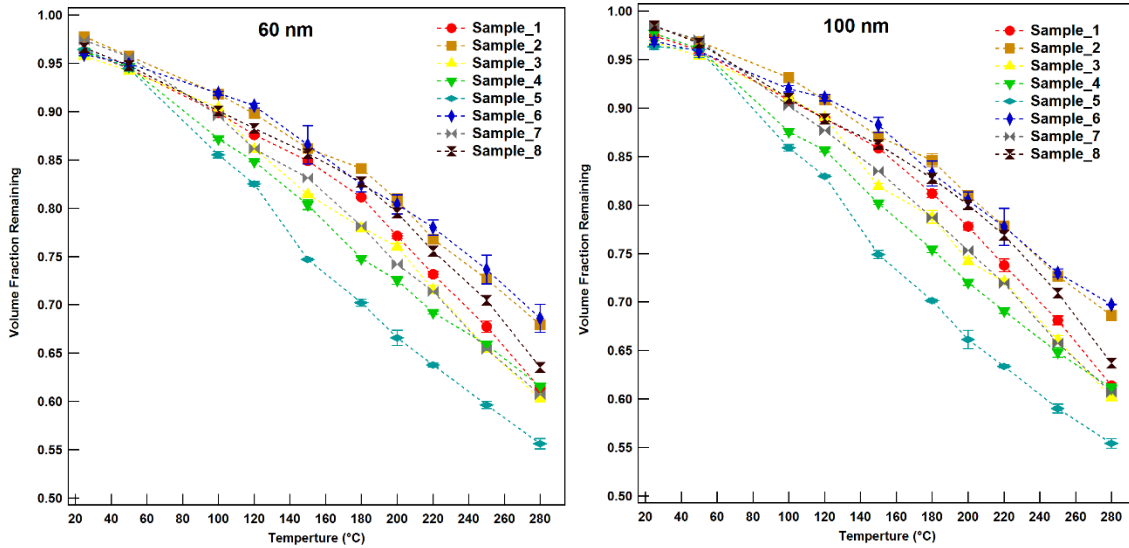 60 nm
Sample_1
Sample_2
Sample_3
Sample_4
Sample_5
Sample_6
Sample_7
Sample_8
1.00
0.95
0.90
0.85
0.80
0.75
0.70
0.65
0.60
0.55
0.50
Volume Fraction Remaining
20 40 60 80 100 120 140 160 180 200 220 240 260 280
Temperture (°C)
100 nm
Sample_1
Sample_2
Sample_3
Sample_4
Sample_5
Sample_6
Sample_7
Sample_8
1.00
0.95
0.90
0.85
0.80
0.75
0.70
0.65
0.60
0.55
0.50
Volume Fraction Remaining
20 40 60 80 100 120 140 160 180 200 220 240 260 280
Temperture (°C)